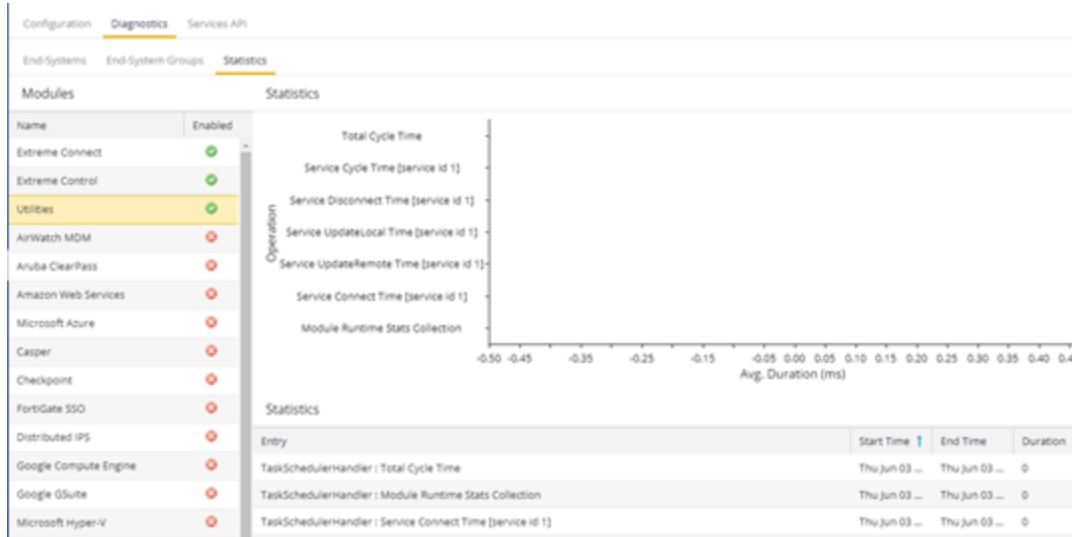 Configuration Diagnostics Services API
End-Systems End-System Groups Statistics
Modules
Name Enabled
Extreme Connect
Extreme Control
Utilities
AirWatch MDM
Aruba ClearPass
Amazon Web Services
Microsoft Azure
Casper
Checkpoint
FortiGate SSO
Distributed IPS
Google Compute Engine
Google GSuite
Microsoft Hyper-V
Statistics
Operation
Total Cycle Time
Service Cycle Time [service id 1]
Service Disconnect Time [service id 1]
Service UpdateLocal Time [service id 1]
Service UpdateRemote Time [service id 1]
Service Connect Time [service id 1]
Module Runtime Stats Collection
-0.50 -0.45 -0.35 -0.25 -0.15 -0.05 0.00 0.05 0.10 0.15 0.20 0.25 0.30 0.35 0.40 0.4
Avg. Duration (ms)
Statistics
Entry Start Time End Time Duration
TaskSchedulerHandler : Total Cycle Time Thu Jun 03 ... Thu Jun 03 ... 0
TaskSchedulerHandler : Module Runtime Stats Collection Thu Jun 03 ... Thu Jun 03 ... 0
TaskSchedulerHandler : Service Connect Time [service id 1] Thu Jun 03 ... Thu Jun 03 ... 0